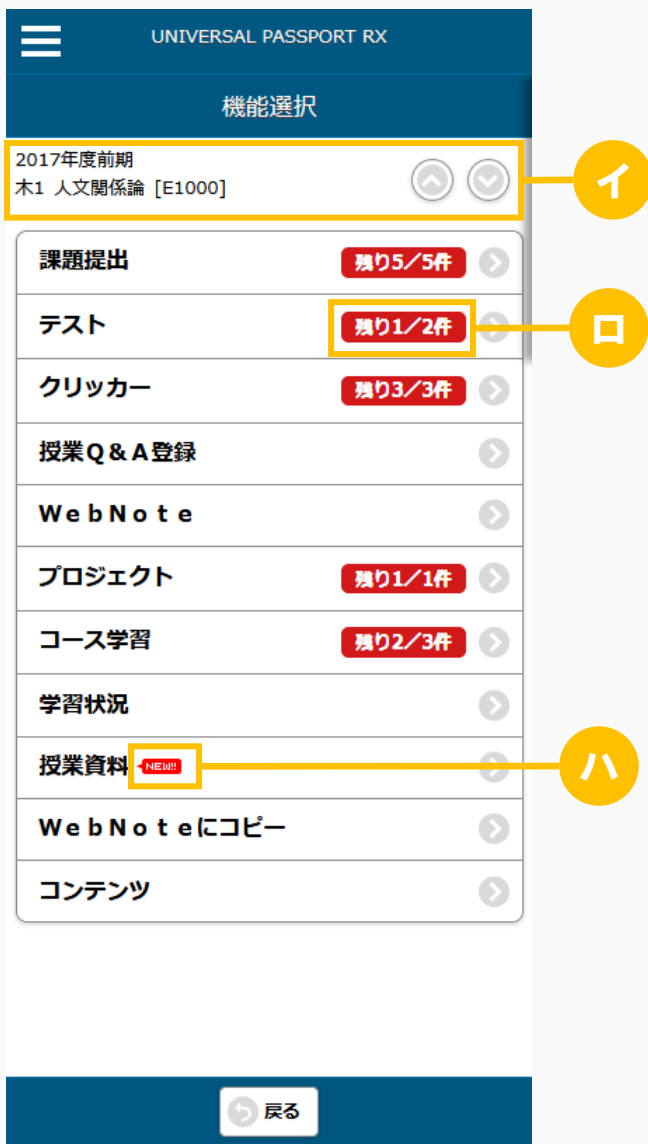 UNIVERSAL PASSPORT RX
機能選択
2017年度前期
木1 人文関係論 [E1000]
イ
課題提出 残り5／5件
テスト 残り1／2件
ロ
クリッカー 残り3／3件
授業Ｑ＆Ａ登録
ＷｅｂＮｏｔｅ
プロジェクト 残り1／1件
コース学習 残り2／3件
学習状況
授業資料 NEW!!
ハ
ＷｅｂＮｏｔｅにコピー
コンテンツ
戻る